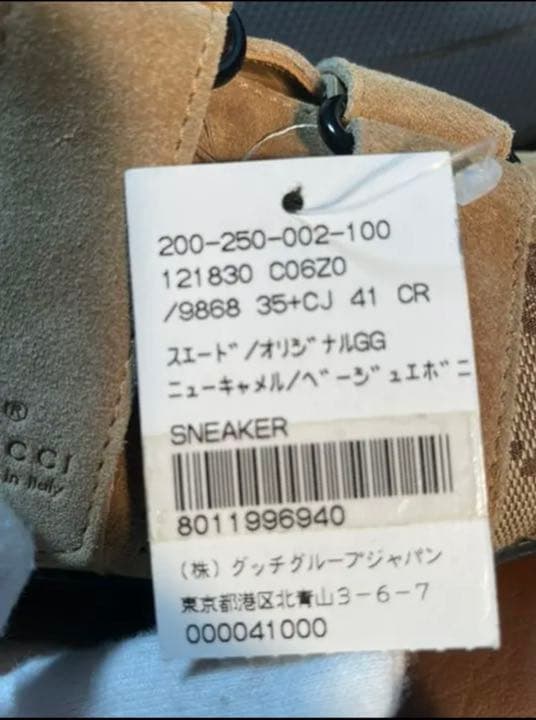 200-250-002-100
121830 C06Z0
/9868 35+CJ 41 CR
スエード/オリジナルGG
ニューキャメル/ベージュエボニ
SNEAKER
8011996940
(株)グッチグループジャパン
東京都港区北青山3-6-7
000041000
®
CCI
in Italy